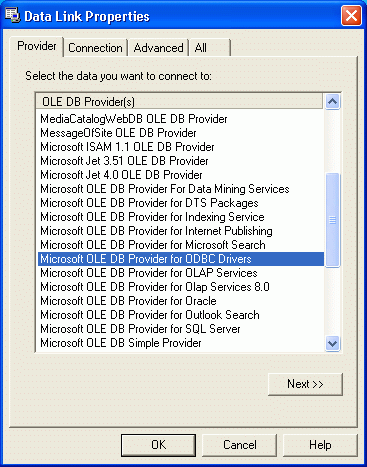 Data Link Properties
Provider Connection Advanced All
Select the data you want to connect to:
OLE DB Provider(s)
MediaCatalogWebDB OLE DB Provider
MessageOfSite OLE DB Provider
Microsoft ISAM 1.1 OLE DB Provider
Microsoft Jet 3.51 OLE DB Provider
Microsoft Jet 4.0 OLE DB Provider
Microsoft OLE DB Provider For Data Mining Services
Microsoft OLE DB Provider for DTS Packages
Microsoft OLE DB Provider for Indexing Service
Microsoft OLE DB Provider for Internet Publishing
Microsoft OLE DB Provider for Microsoft Search
Microsoft OLE DB Provider for ODBC Drivers
Microsoft OLE DB Provider for OLAP Services
Microsoft OLE DB Provider for Olap Services 8.0
Microsoft OLE DB Provider for Oracle
Microsoft OLE DB Provider for Outlook Search
Microsoft OLE DB Provider for SQL Server
Microsoft OLE DB Simple Provider
Next >>
OK Cancel Help